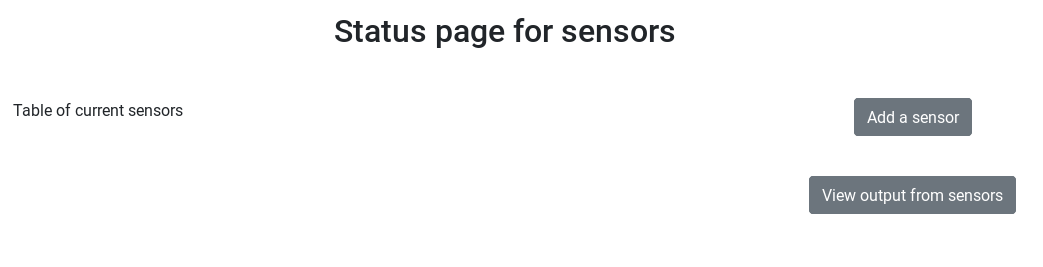 Status page for sensors
Table of current sensors
Add a sensor
View output from sensors